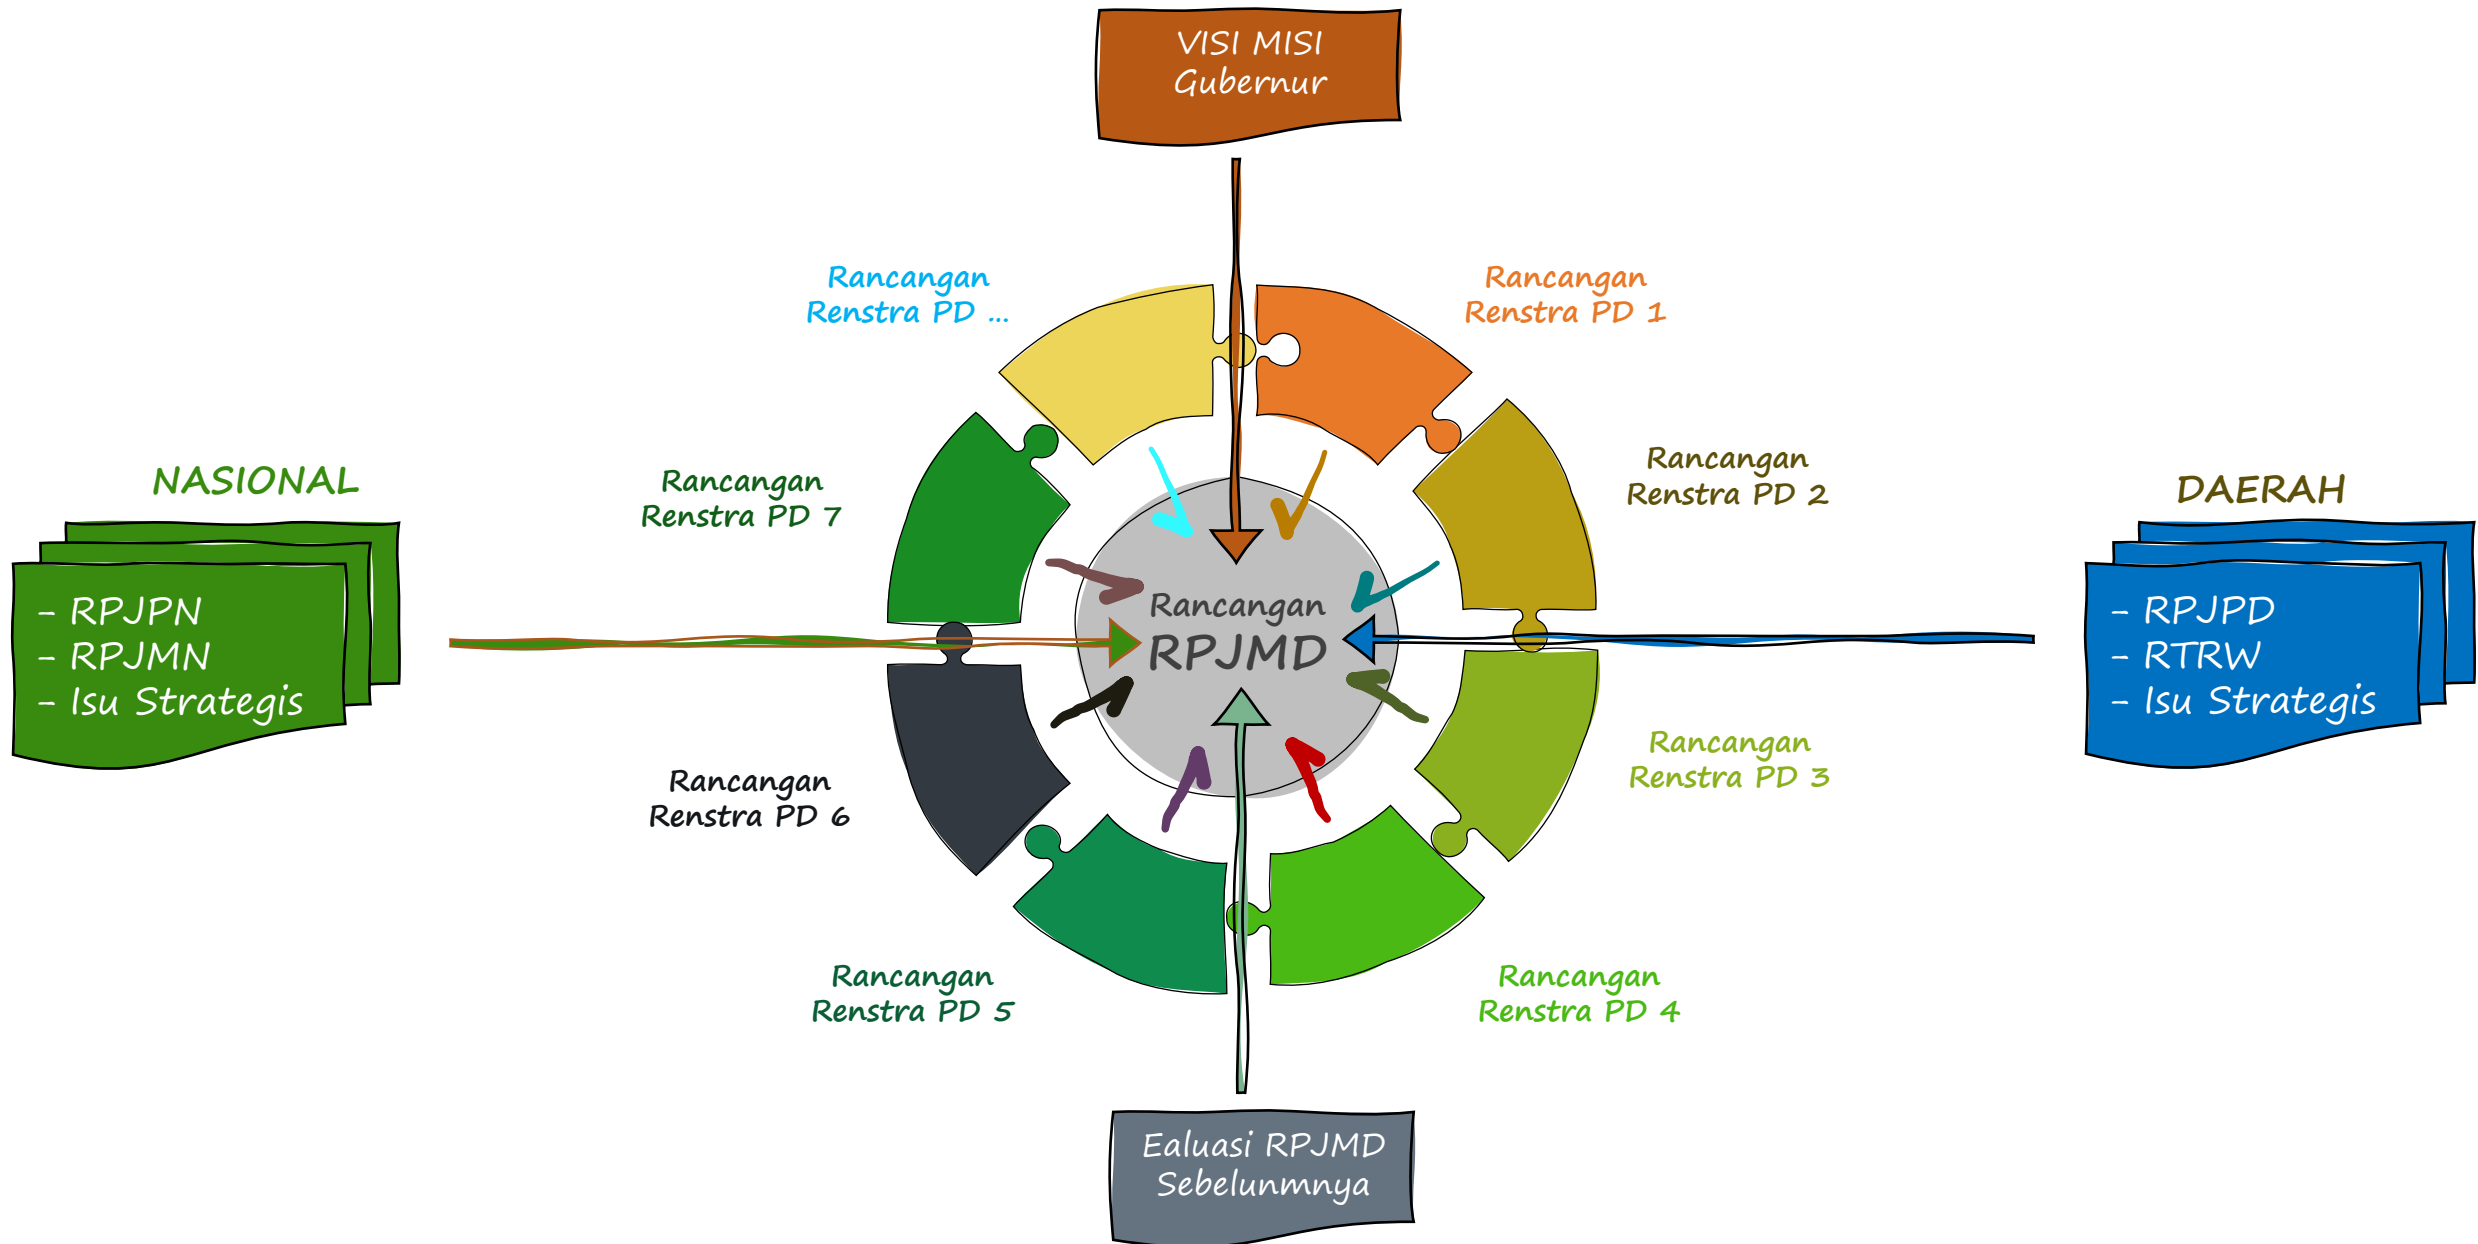 VISI MISI
Gubernur
Rancangan
Renstra PD ...
Rancangan
Renstra PD 1
Rancangan
Renstra PD 7
Rancangan
Renstra PD 2
NASIONAL
- RPJPN
- RPJMN
- Isu Strategis
Rancangan
RPJMD
DAERAH
- RPJPD
- RTRW
- Isu Strategis
Rancangan
Renstra PD 6
Rancangan
Renstra PD 3
Rancangan
Renstra PD 5
Rancangan
Renstra PD 4
Ealuasi RPJMD
Sebelunmnya